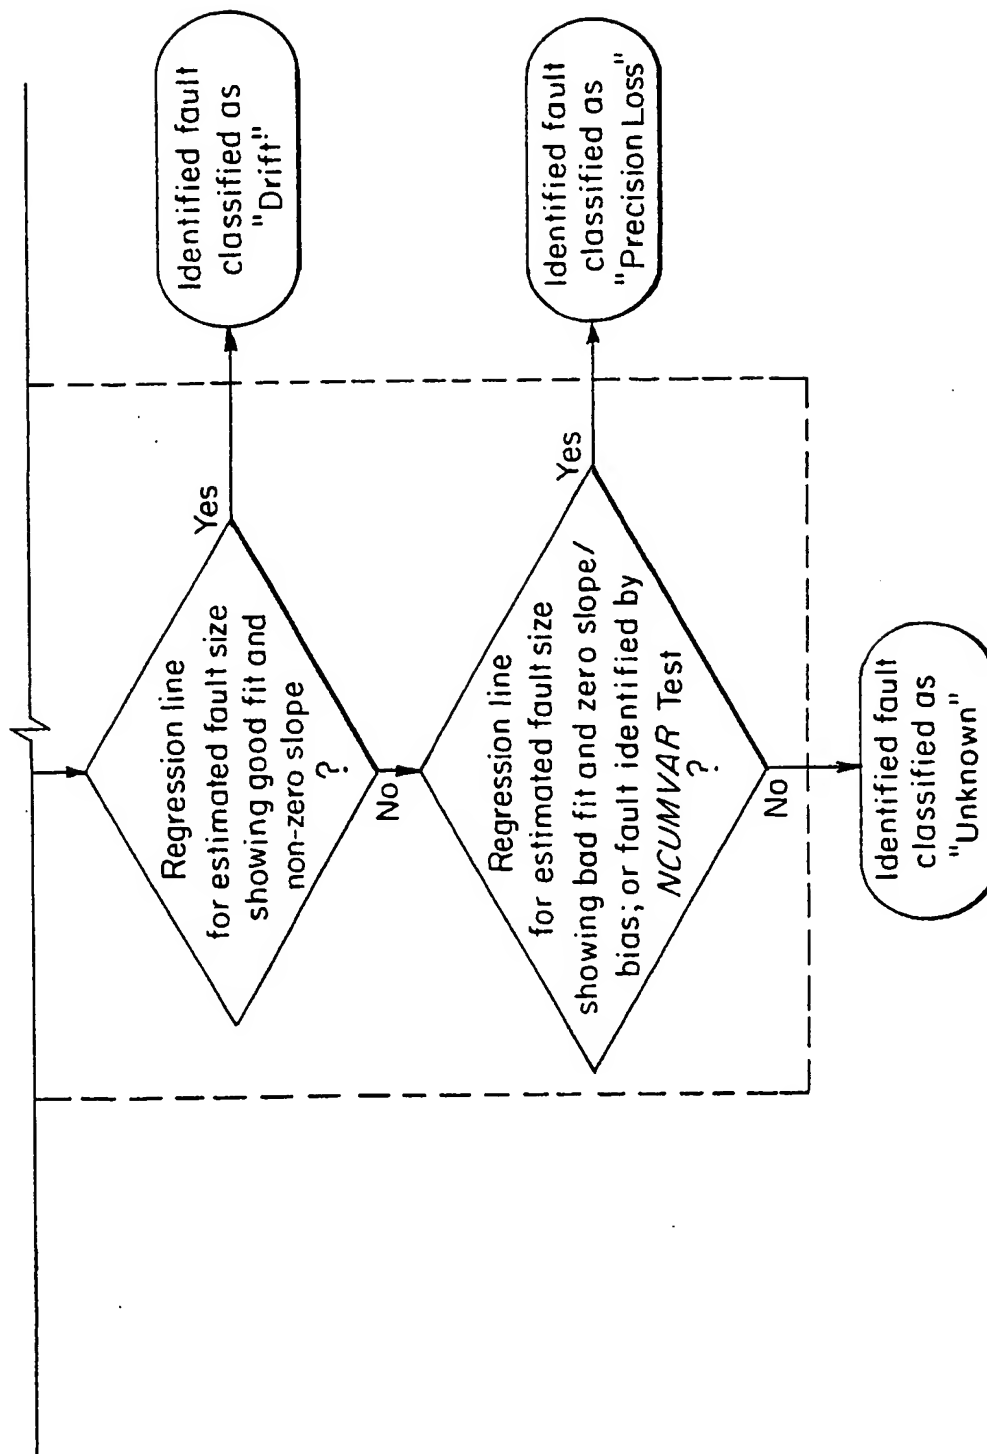 Regression line
for estimated fault size
showing good fit and
non-zero slope
?
Yes
Identified fault
classified as
"Drift"
No
Regression line
for estimated fault size
showing bad fit and zero slope/
bias; or fault identified by
NCUMVAR Test
?
Yes
Identified fault
classified as
"Precision Loss"
No
Identified fault
classified as
"Unknown"